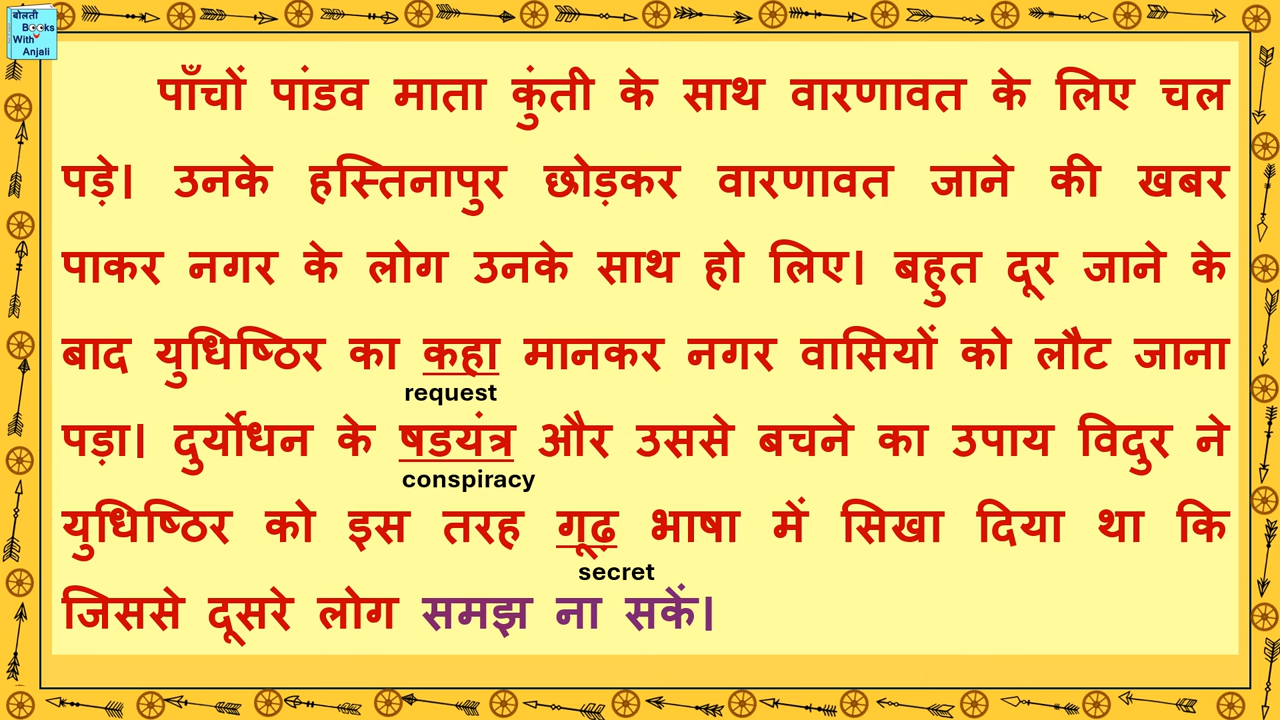 बोलती
Books
With
Anjali
पाँचों पांडव माता कुंती के साथ वारणावत के लिए चल
पड़े। उनके हस्तिनापुर छोड़कर वारणावत जाने की खबर
पाकर नगर के लोग उनके साथ हो लिए। बहुत दूर जाने के
बाद युधिष्ठिर का कहा मानकर नगर वासियों को लौट जाना
request
पड़ा। दुर्योधन के षडयंत्र और उससे बचने का उपाय विदुर ने
conspiracy
युधिष्ठिर को इस तरह गूढ़ भाषा में सिखा दिया था कि
secret
जिससे दूसरे लोग समझ ना सकें।